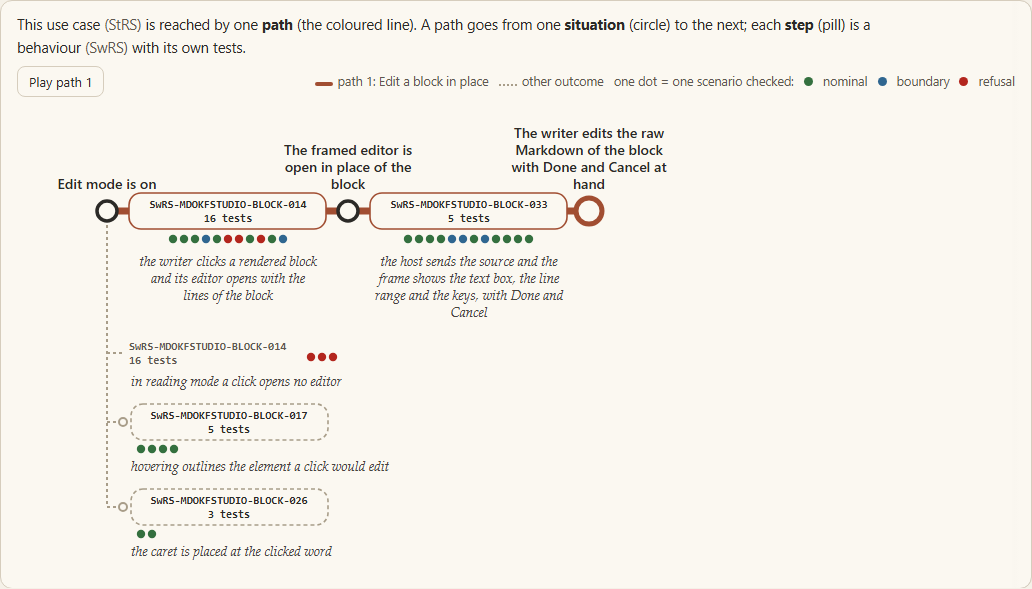 This use case (StRS) is reached by one path (the coloured line). A path goes from one situation (circle) to the next; each step (pill) is a
behaviour (SwRS) with its own tests.
Play path 1
path 1: Edit a block in place ..... other outcome one dot = one scenario checked: nominal boundary refusal
The writer edits the raw
Markdown of the block
with Done and Cancel at
hand
The framed editor is
open in place of the
block
Edit mode is on
SwRS-MDOKFSTUDIO-BLOCK-014
16 tests
SwRS-MDOKFSTUDIO-BLOCK-033
5 tests
the writer clicks a rendered block
and its editor opens with the
lines of the block
the host sends the source and the
frame shows the text box, the line
range and the keys, with Done and
Cancel
SwRS-MDOKFSTUDIO-BLOCK-014
16 tests
in reading mode a click opens no editor
SwRS-MDOKFSTUDIO-BLOCK-017
5 tests
hovering outlines the element a click would edit
SwRS-MDOKFSTUDIO-BLOCK-026
3 tests
the caret is placed at the clicked word